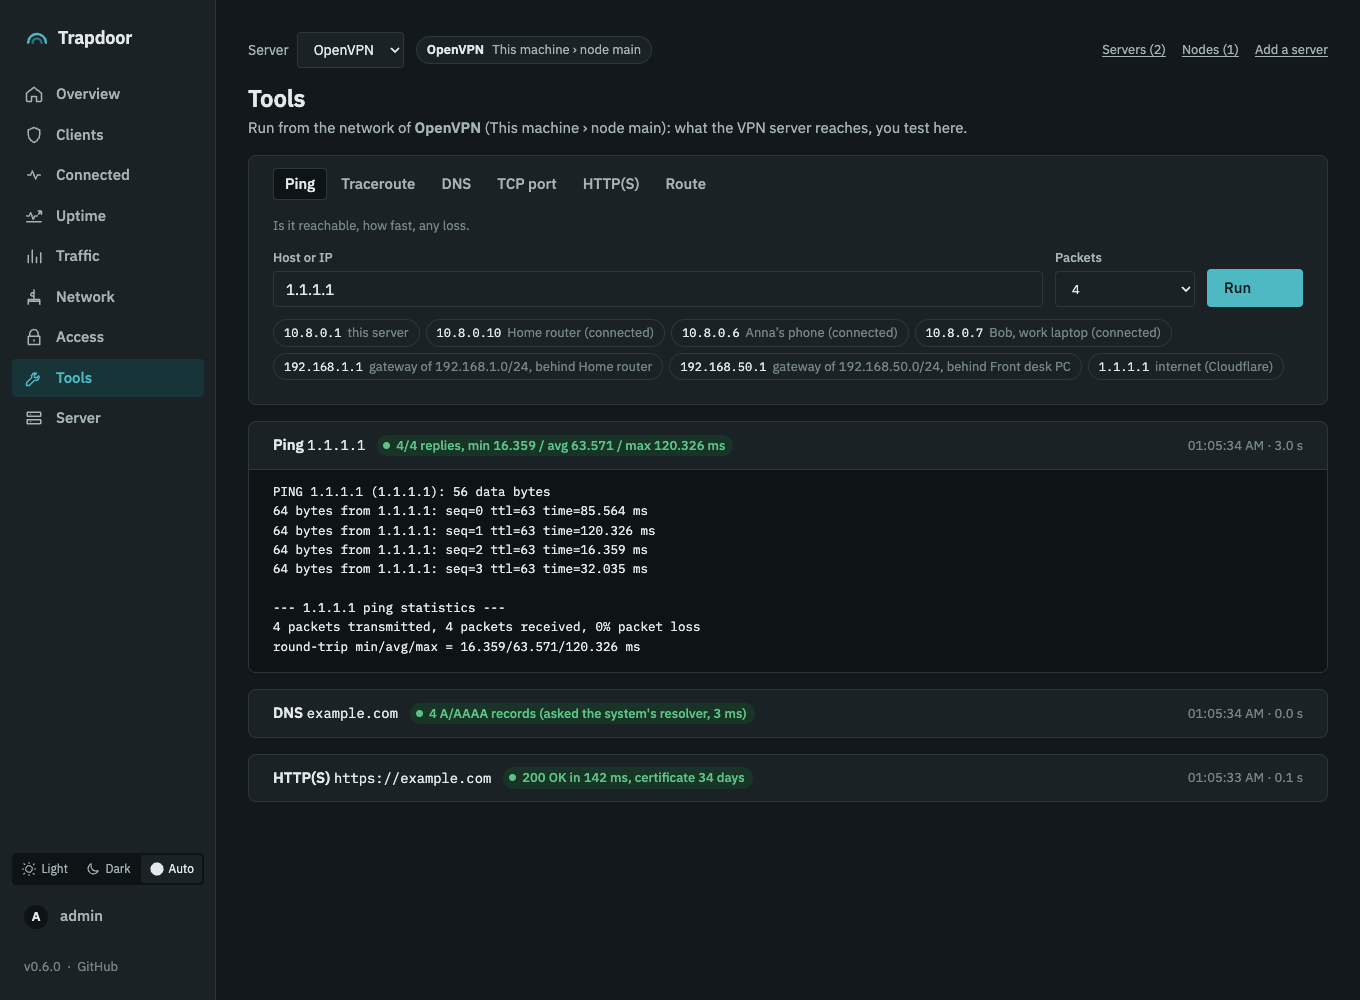 Trapdoor
Overview
Clients
Connected
Uptime
Traffic
Network
Access
Tools
Server
Light Dark Auto
A admin
v0.6.0 · GitHub
Server OpenVPN OpenVPN This machine › node main Servers (2) Nodes (1) Add a server
Tools
Run from the network of OpenVPN (This machine › node main): what the VPN server reaches, you test here.
Ping Traceroute DNS TCP port HTTP(S) Route
Is it reachable, how fast, any loss.
Host or IP Packets
1.1.1.1 4 Run
10.8.0.1 this server 10.8.0.10 Home router (connected) 10.8.0.6 Anna's phone (connected) 10.8.0.7 Bob, work laptop (connected)
192.168.1.1 gateway of 192.168.1.0/24, behind Home router 192.168.50.1 gateway of 192.168.50.0/24, behind Front desk PC 1.1.1.1 internet (Cloudflare)
Ping 1.1.1.1 4/4 replies, min 16.359 / avg 63.571 / max 120.326 ms 01:05:34 AM · 3.0 s
PING 1.1.1.1 (1.1.1.1): 56 data bytes
64 bytes from 1.1.1.1: seq=0 ttl=63 time=85.564 ms
64 bytes from 1.1.1.1: seq=1 ttl=63 time=120.326 ms
64 bytes from 1.1.1.1: seq=2 ttl=63 time=16.359 ms
64 bytes from 1.1.1.1: seq=3 ttl=63 time=32.035 ms
--- 1.1.1.1 ping statistics ---
4 packets transmitted, 4 packets received, 0% packet loss
round-trip min/avg/max = 16.359/63.571/120.326 ms
DNS example.com 4 A/AAAA records (asked the system's resolver, 3 ms) 01:05:34 AM · 0.0 s
HTTP(S) https://example.com 200 OK in 142 ms, certificate 34 days 01:05:33 AM · 0.1 s